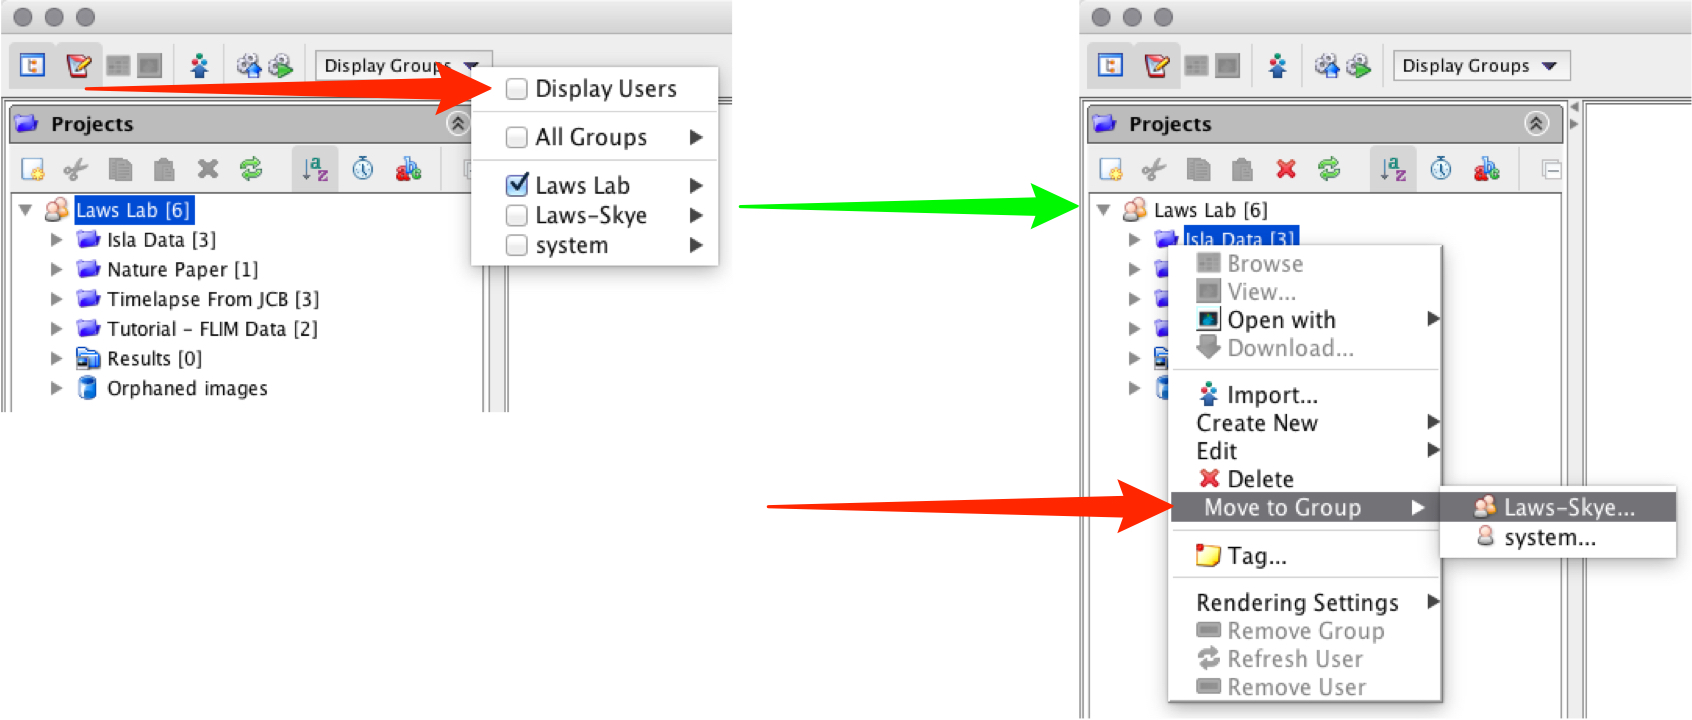 Display Groups
Display Users
All Groups
Laws Lab
Laws-Skye
system
Projects
Laws Lab [6]
Isla Data [3]
Nature Paper [1]
Timelapse From JCB [3]
Tutorial - FLIM Data [2]
Results [0]
Orphaned images
Display Groups
Projects
Laws Lab [6]
Isla Data [3]
Browse
View...
Open with
Download...
Import...
Create New
Edit
Delete
Move to Group
Laws-Skye...
system...
Tag...
Rendering Settings
Remove Group
Refresh User
Remove User